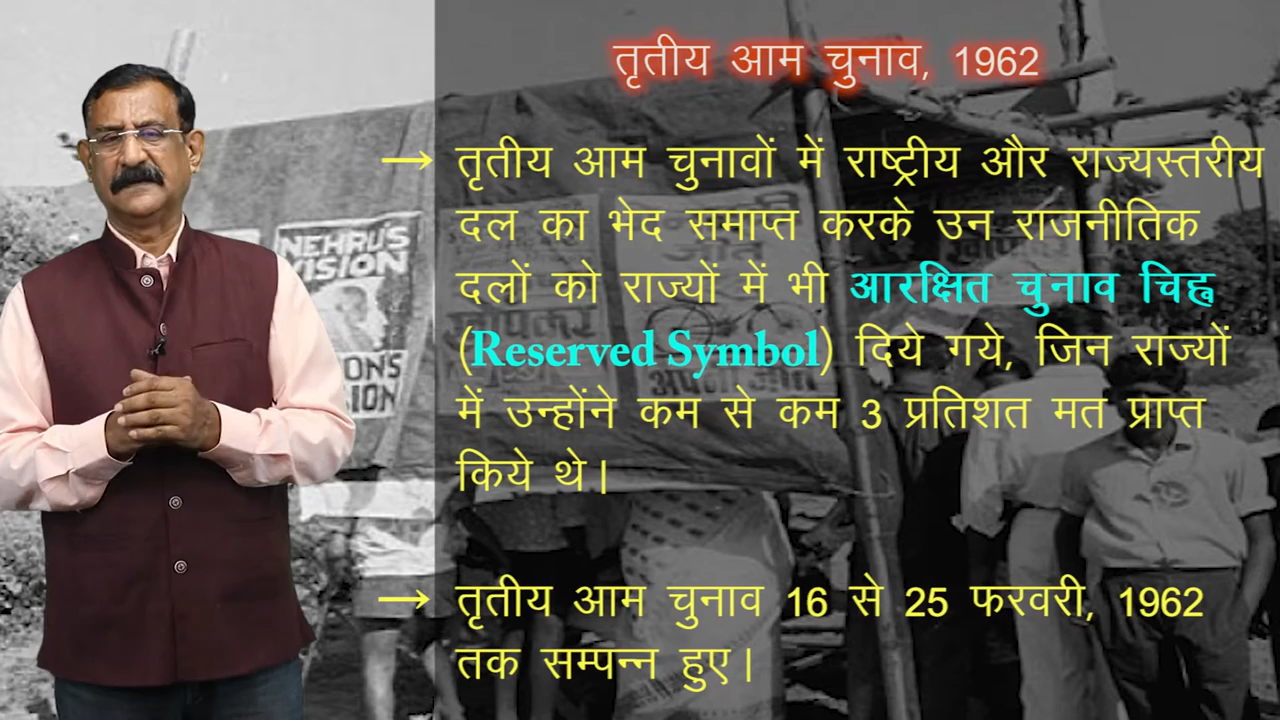 तृतीय आम चुनाव, 1962
→ तृतीय आम चुनावों में राष्ट्रीय और राज्यस्तरीय
दल का भेद समाप्त करके उन राजनीतिक
दलों को राज्यों में भी आरक्षित चुनाव चिह्न
(Reserved Symbol) दिये गये, जिन राज्यों
में उन्होंने कम से कम 3 प्रतिशत मत प्राप्त
किये थे।
→ तृतीय आम चुनाव 16 से 25 फरवरी, 1962
तक सम्पन्न हुए।
NEHRU'S
VISION